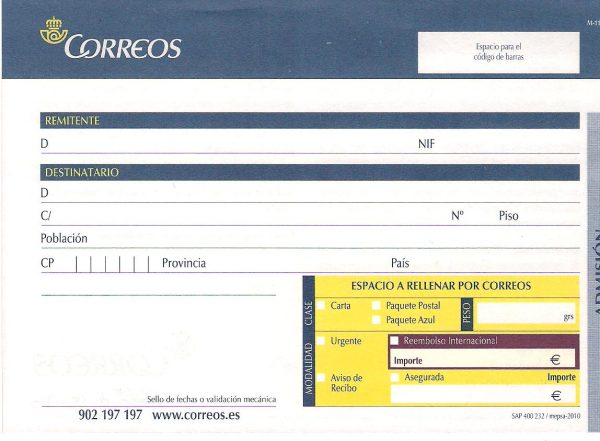 CORREOS
M-11
Espacio para el
código de barras
REMITENTE
D NIF
DESTINATARIO
D
C/ Nº Piso
Población
CP Provincia País
ESPACIO A RELLENAR POR CORREOS
CLASE
Carta Paquete Postal
Paquete Azul
PESO
grs
MODALIDAD
Urgente Reembolso Internacional
Importe €
Aviso de
Recibo
Asegurada Importe
€
ADMISIÓN
Sello de fechas o validación mecánica
902 197 197 www.correos.es
SAP 400 232 / mepsa-2010